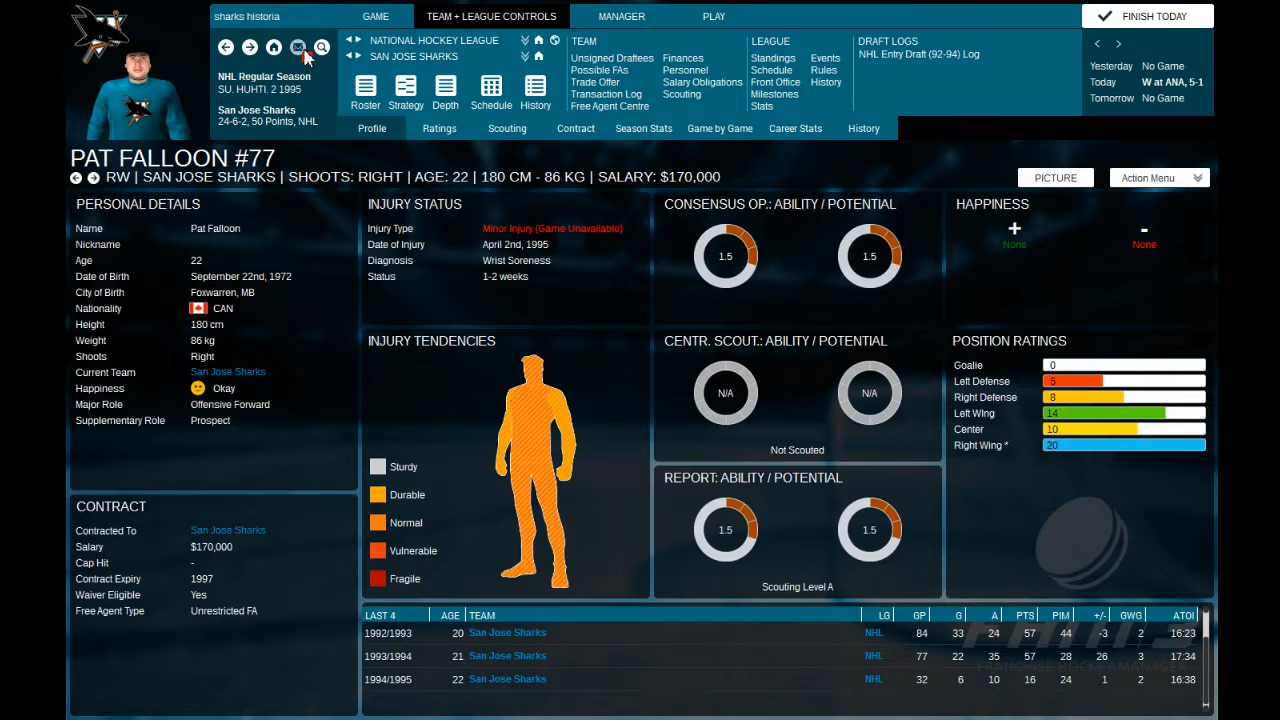 sharks historia
GAME
TEAM + LEAGUE CONTROLS
MANAGER
PLAY
FINISH TODAY
NHL Regular Season
SU. HUHTI. 2 1995
San Jose Sharks
24-6-2, 50 Points, NHL
NATIONAL HOCKEY LEAGUE
SAN JOSE SHARKS
Roster Strategy Depth Schedule History
TEAM
Unsigned Draftees Finances
Possible FAs Personnel
Trade Offer Salary Obligations
Transaction Log Scouting
Free Agent Centre
LEAGUE
Standings Events
Schedule Rules
Front Office History
Milestones
Stats
DRAFT LOGS
NHL Entry Draft (92-94) Log
Yesterday No Game
Today W at ANA, 5-1
Tomorrow No Game
Profile Ratings Scouting Contract Season Stats Game by Game Career Stats History
PAT FALLOON #77
RW | SAN JOSE SHARKS | SHOOTS: RIGHT | AGE: 22 | 180 CM - 86 KG | SALARY: $170,000
PICTURE
Action Menu
PERSONAL DETAILS
Name Pat Falloon
Nickname
Age 22
Date of Birth September 22nd, 1972
City of Birth Foxwarren, MB
Nationality CAN
Height 180 cm
Weight 86 kg
Shoots Right
Current Team San Jose Sharks
Happiness Okay
Major Role Offensive Forward
Supplementary Role Prospect
CONTRACT
Contracted To San Jose Sharks
Salary $170,000
Cap Hit -
Contract Expiry 1997
Waiver Eligible Yes
Free Agent Type Unrestricted FA
INJURY STATUS
Injury Type Minor Injury (Game Unavailable)
Date of Injury April 2nd, 1995
Diagnosis Wrist Soreness
Status 1-2 weeks
INJURY TENDENCIES
Sturdy
Durable
Normal
Vulnerable
Fragile
CONSENSUS OP.: ABILITY / POTENTIAL
1.5 1.5
CENTR. SCOUT.: ABILITY / POTENTIAL
N/A N/A
Not Scouted
REPORT: ABILITY / POTENTIAL
1.5 1.5
Scouting Level A
HAPPINESS
+ -
None None
POSITION RATINGS
Goalie 0
Left Defense 5
Right Defense 8
Left Wing 14
Center 10
Right Wing * 20
LAST 4 AGE TEAM LG GP G A PTS PIM +/- GWG ATOI
1992/1993 20 San Jose Sharks NHL 84 33 24 57 44 -3 2 16:23
1993/1994 21 San Jose Sharks NHL 77 22 35 57 28 26 3 17:34
1994/1995 22 San Jose Sharks NHL 32 6 10 16 24 1 2 16:38
FRANCHISE HOCKEY MANAGER